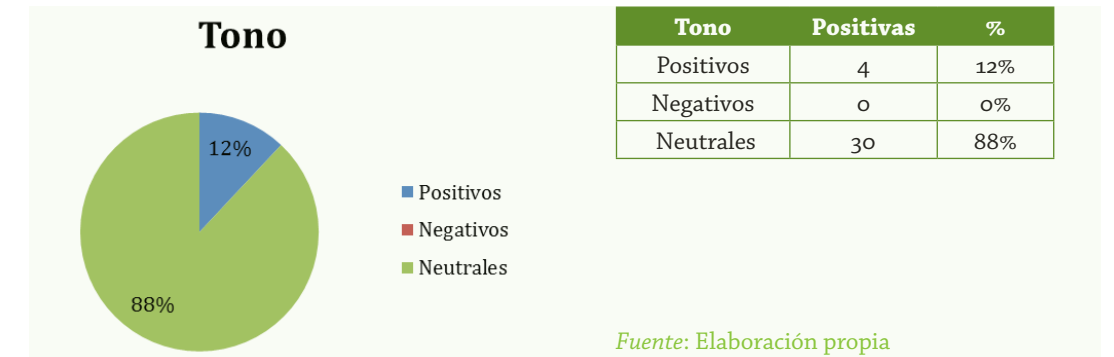 Tono
12%
88%
Positivos
Negativos
Neutrales
Tono Positivas %
Positivos 4 12%
Negativos 0 0%
Neutrales 30 88%
Fuente: Elaboración propia